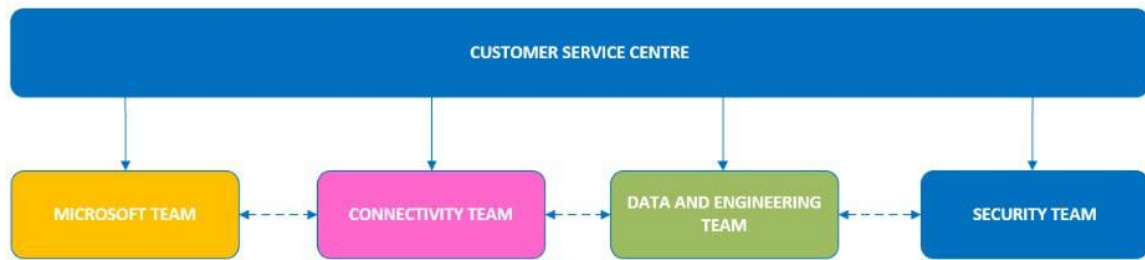 CUSTOMER SERVICE CENTRE
MICROSOFT TEAM
CONNECTIVITY TEAM
DATA AND ENGINEERING
TEAM
SECURITY TEAM